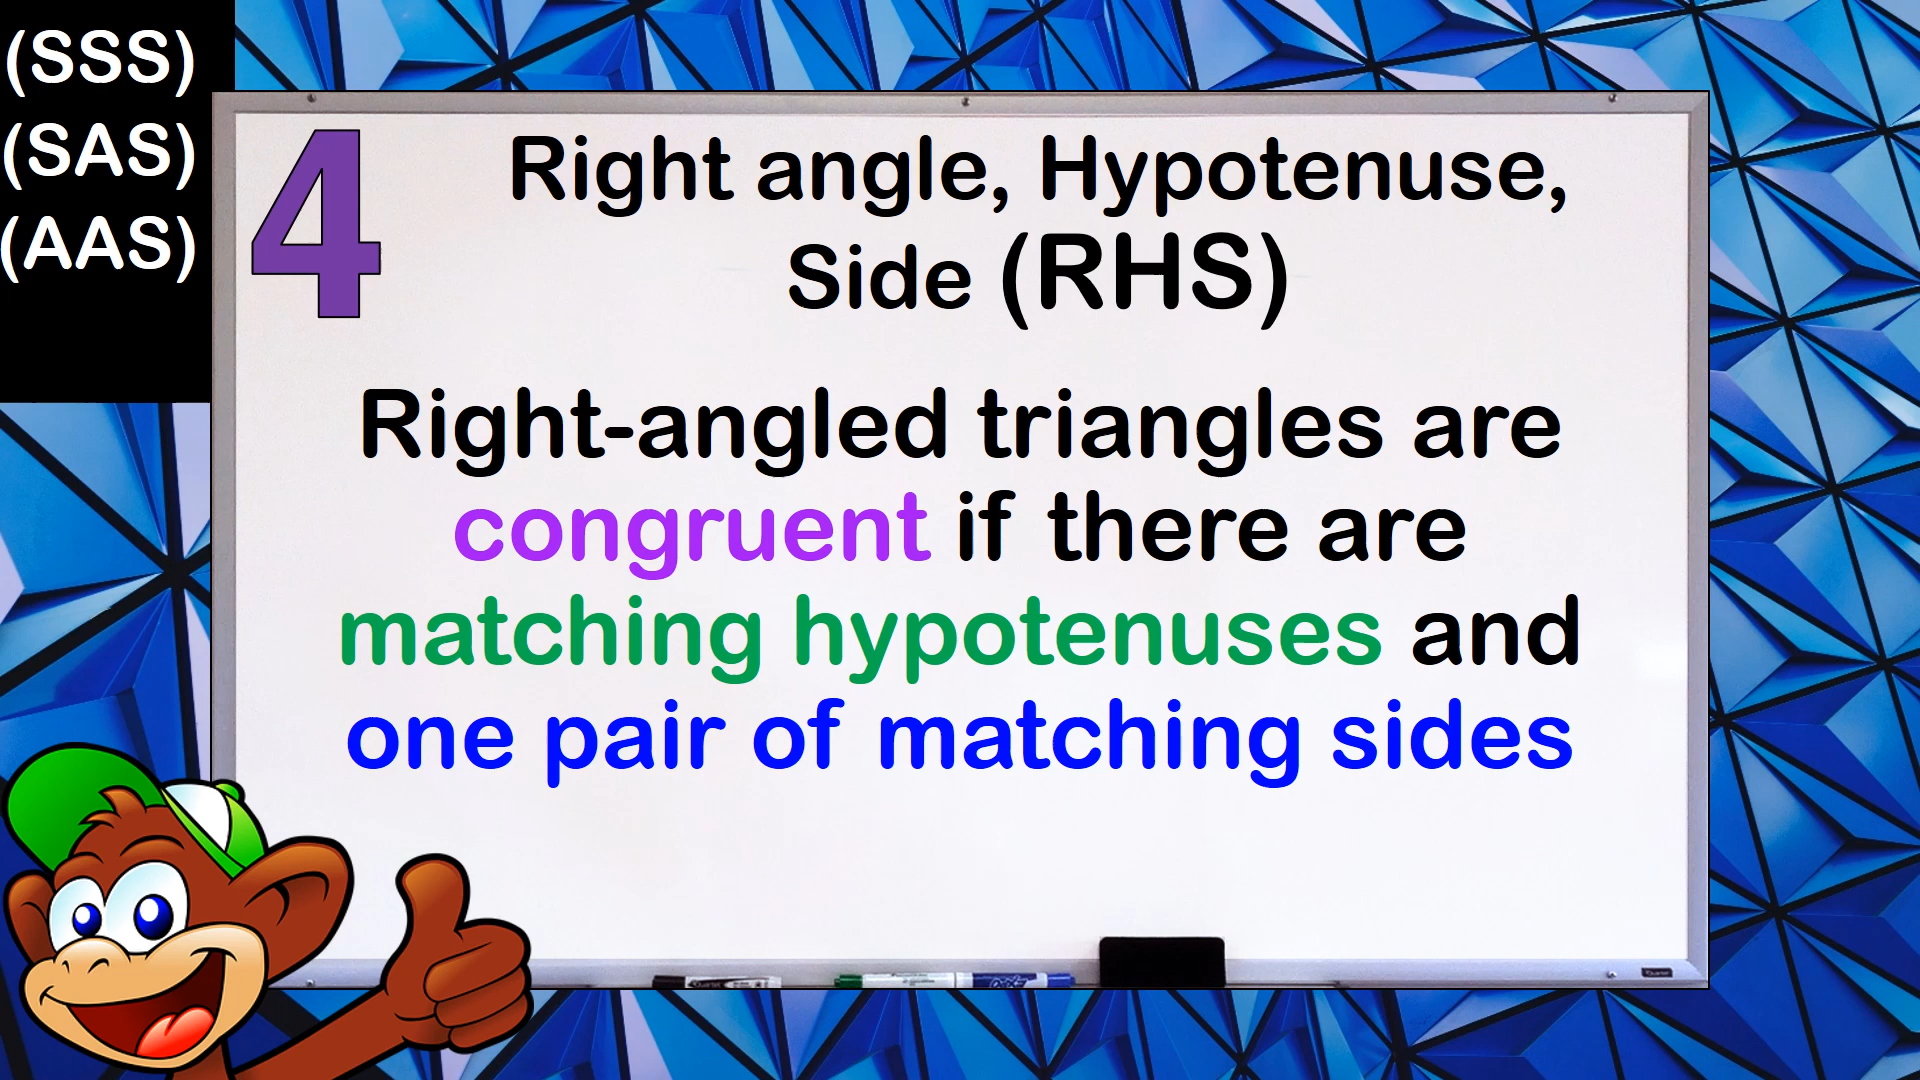 (SSS)
(SAS)
(AAS)
4
Right angle, Hypotenuse,
Side (RHS)
Right-angled triangles are
congruent if there are
matching hypotenuses and
one pair of matching sides